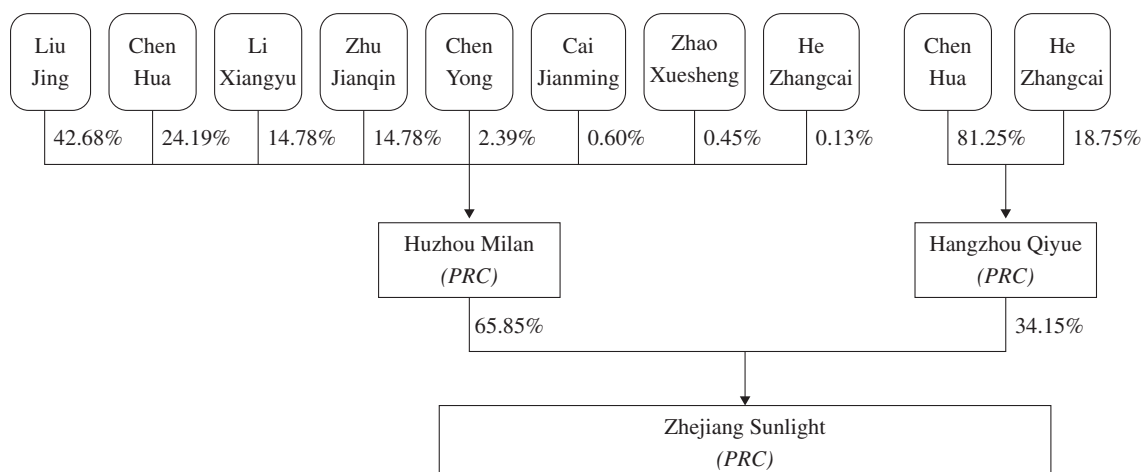 Liu Jing
Chen Hua
Li Xiangyu
Zhu Jianqin
Chen Yong
Cai Jianming
Zhao Xuesheng
He Zhangcai
Chen Hua
He Zhangcai
42.68%
24.19%
14.78%
14.78%
2.39%
0.60%
0.45%
0.13%
81.25%
18.75%
Huzhou Milan
(PRC)
Hangzhou Qiyue
(PRC)
65.85%
34.15%
Zhejiang Sunlight
(PRC)